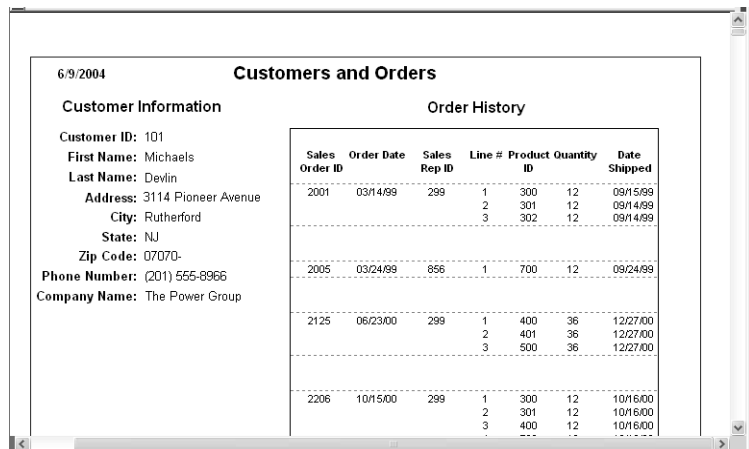 6/9/2004 Customers and Orders
Customer Information
Customer ID: 101
First Name: Michaels
Last Name: Devlin
Address: 3114 Pioneer Avenue
City: Rutherford
State: NJ
Zip Code: 07070-
Phone Number: (201) 555-8966
Company Name: The Power Group
Order History
Sales Order ID Order Date Sales Rep ID Line # Product ID Quantity Date Shipped
2001 03/14/99 299 1 300 12 09/15/99
2 301 12 09/14/99
3 302 12 09/14/99
2005 03/24/99 856 1 700 12 09/24/99
2125 06/23/00 299 1 400 36 12/27/00
2 401 36 12/27/00
3 500 36 12/27/00
2206 10/15/00 299 1 300 12 10/16/00
2 301 12 10/16/00
3 400 12 10/16/00